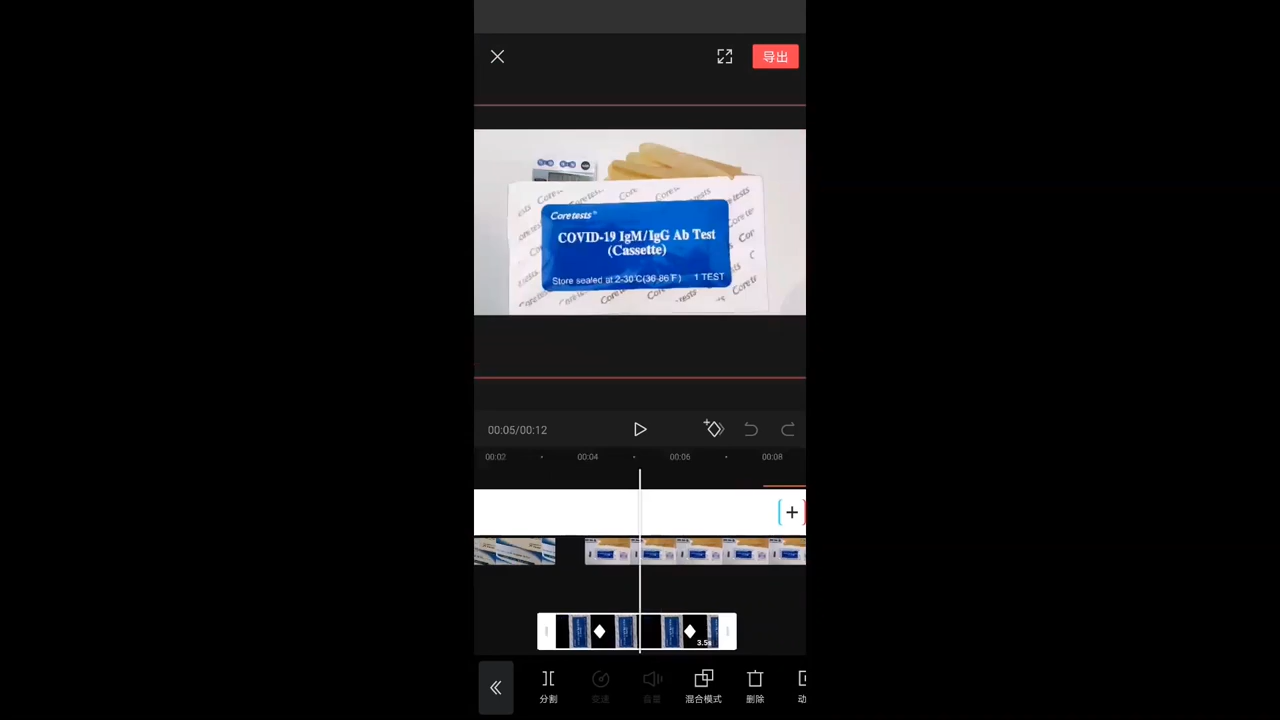 导出
Core tests
Core tests®
COVID-19 IgM/IgG Ab Test
(Cassette)
Store sealed at 2-30℃(36-86℉) 1 TEST
00:05/00:12
00:02
00:04
00:06
00:08
3.5s
分割
变速
音量
混合模式
删除
动